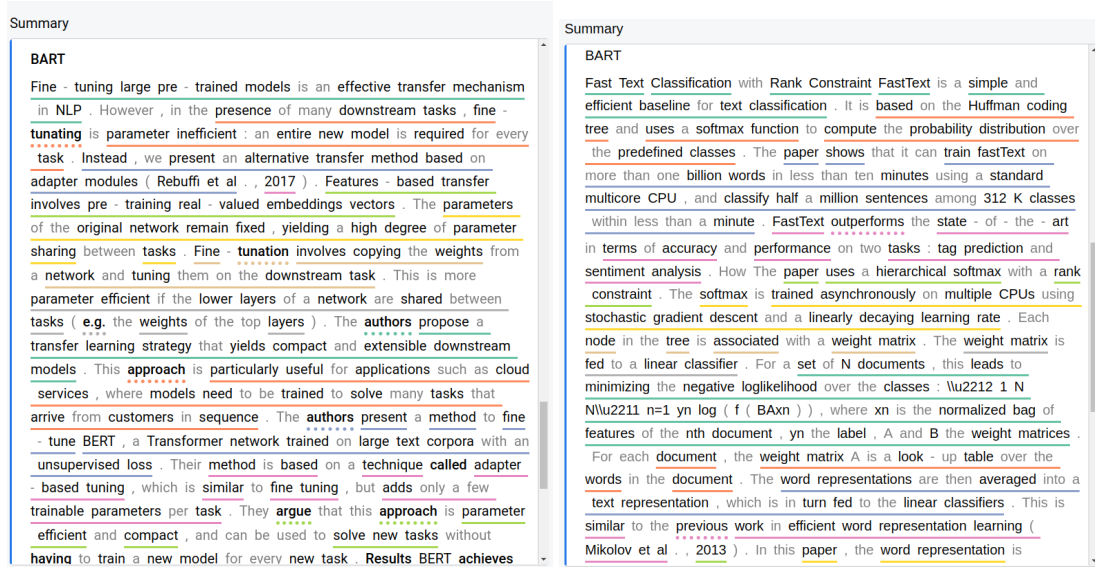 Summary
BART
Fine - tuning large pre - trained models is an effective transfer mechanism
in NLP . However , in the presence of many downstream tasks , fine -
tunating is parameter inefficient : an entire new model is required for every
task . Instead , we present an alternative transfer method based on
adapter modules ( Rebuffi et al . , 2017 ) . Features - based transfer
involves pre - training real - valued embeddings vectors . The parameters
of the original network remain fixed , yielding a high degree of parameter
sharing between tasks . Fine - tunation involves copying the weights from
a network and tuning them on the downstream task . This is more
parameter efficient if the lower layers of a network are shared between
tasks ( e.g. the weights of the top layers ) . The authors propose a
transfer learning strategy that yields compact and extensible downstream
models . This approach is particularly useful for applications such as cloud
services , where models need to be trained to solve many tasks that
arrive from customers in sequence . The authors present a method to fine
- tune BERT , a Transformer network trained on large text corpora with an
unsupervised loss . Their method is based on a technique called adapter
- based tuning , which is similar to fine tuning , but adds only a few
trainable parameters per task . They argue that this approach is parameter
efficient and compact , and can be used to solve new tasks without
having to train a new model for every new task . Results BERT achieves
Summary
BART
Fast Text Classification with Rank Constraint FastText is a simple and
efficient baseline for text classification . It is based on the Huffman coding
tree and uses a softmax function to compute the probability distribution over
the predefined classes . The paper shows that it can train fastText on
more than one billion words in less than ten minutes using a standard
multicore CPU , and classify half a million sentences among 312 K classes
within less than a minute . FastText outperforms the state - of - the - art
in terms of accuracy and performance on two tasks : tag prediction and
sentiment analysis . How The paper uses a hierarchical softmax with a rank
constraint . The softmax is trained asynchronously on multiple CPUs using
stochastic gradient descent and a linearly decaying learning rate . Each
node in the tree is associated with a weight matrix . The weight matrix is
fed to a linear classifier . For a set of N documents , this leads to
minimizing the negative loglikelihood over the classes : \\u2212 1 N
N\\u2211 n=1 yn log ( f ( BAxn ) ) , where xn is the normalized bag of
features of the nth document , yn the label , A and B the weight matrices .
For each document , the weight matrix A is a look - up table over the
words in the document . The word representations are then averaged into a
text representation , which is in turn fed to the linear classifiers . This is
similar to the previous work in efficient word representation learning (
Mikolov et al . , 2013 ) . In this paper , the word representation is